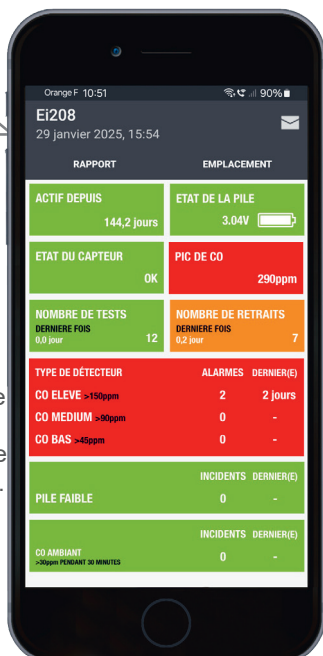 Orange F 10:51 90%
Ei208
29 janvier 2025, 15:54
RAPPORT EMPLACEMENT
ACTIF DEPUIS
144,2 jours
ETAT DE LA PILE
3.04V
ETAT DU CAPTEUR
OK
PIC DE CO
290ppm
NOMBRE DE TESTS
DERNIERE FOIS
0,0 jour 12
NOMBRE DE RETRAITS
DERNIERE FOIS
0,2 jour 7
TYPE DE DÉTECTEUR ALARMES DERNIER(E)
CO ELEVE >150ppm 2 2 jours
CO MEDIUM >90ppm 0 -
CO BAS >45ppm 0 -
INCIDENTS DERNIER(E)
PILE FAIBLE 0 -
INCIDENTS DERNIER(E)
CO AMBIANT 0 -
>30ppm PENDANT 30 MINUTES
e
e
.